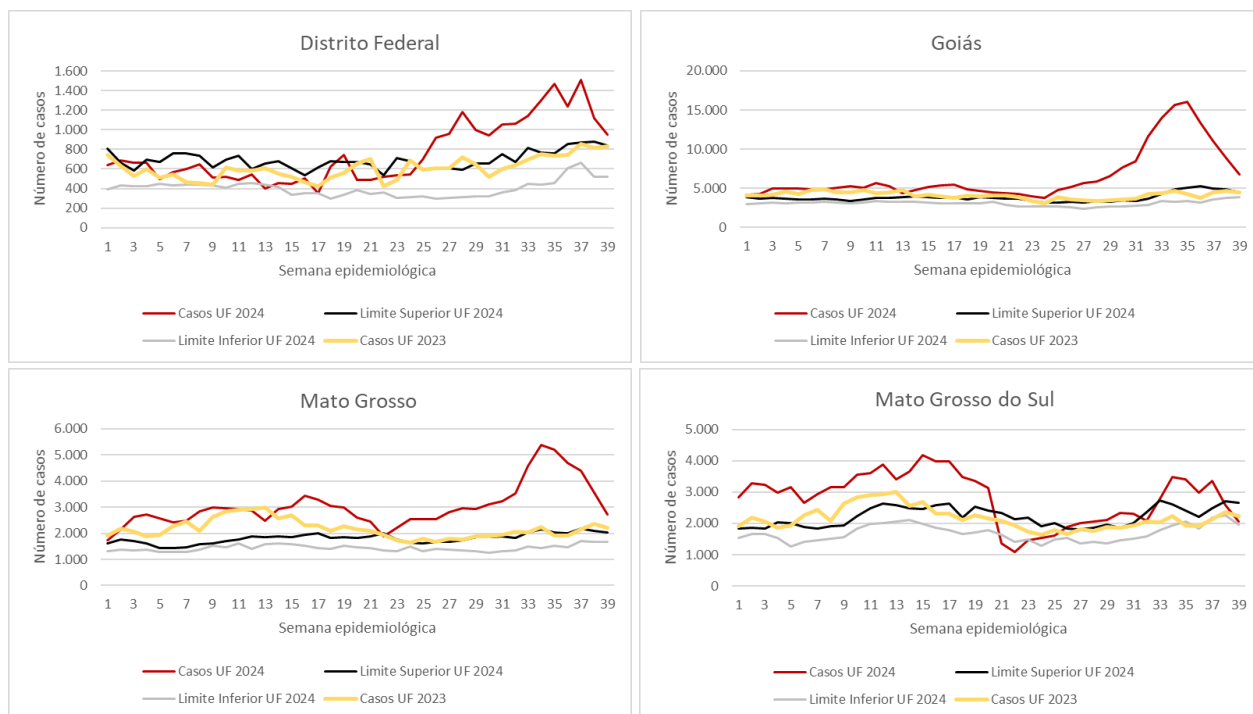 Distrito Federal
Número de casos
1.600
1.400
1.200
1.000
800
600
400
200
0
1 3 5 7 9 11 13 15 17 19 21 23 25 27 29 31 33 35 37 39
Semana epidemiológica
Casos UF 2024 Limite Superior UF 2024
Limite Inferior UF 2024 Casos UF 2023
Goiás
Número de casos
20.000
15.000
10.000
5.000
0
1 3 5 7 9 11 13 15 17 19 21 23 25 27 29 31 33 35 37 39
Semana epidemiológica
Casos UF 2024 Limite Superior UF 2024
Limite Inferior UF 2024 Casos UF 2023
Mato Grosso
Número de casos
6.000
5.000
4.000
3.000
2.000
1.000
0
1 3 5 7 9 11 13 15 17 19 21 23 25 27 29 31 33 35 37 39
Semana epidemiológica
Casos UF 2024 Limite Superior UF 2024
Limite Inferior UF 2024 Casos UF 2023
Mato Grosso do Sul
Número de casos
5.000
4.000
3.000
2.000
1.000
0
1 3 5 7 9 11 13 15 17 19 21 23 25 27 29 31 33 35 37 39
Semana epidemiológica
Casos UF 2024 Limite Superior UF 2024
Limite Inferior UF 2024 Casos UF 2023